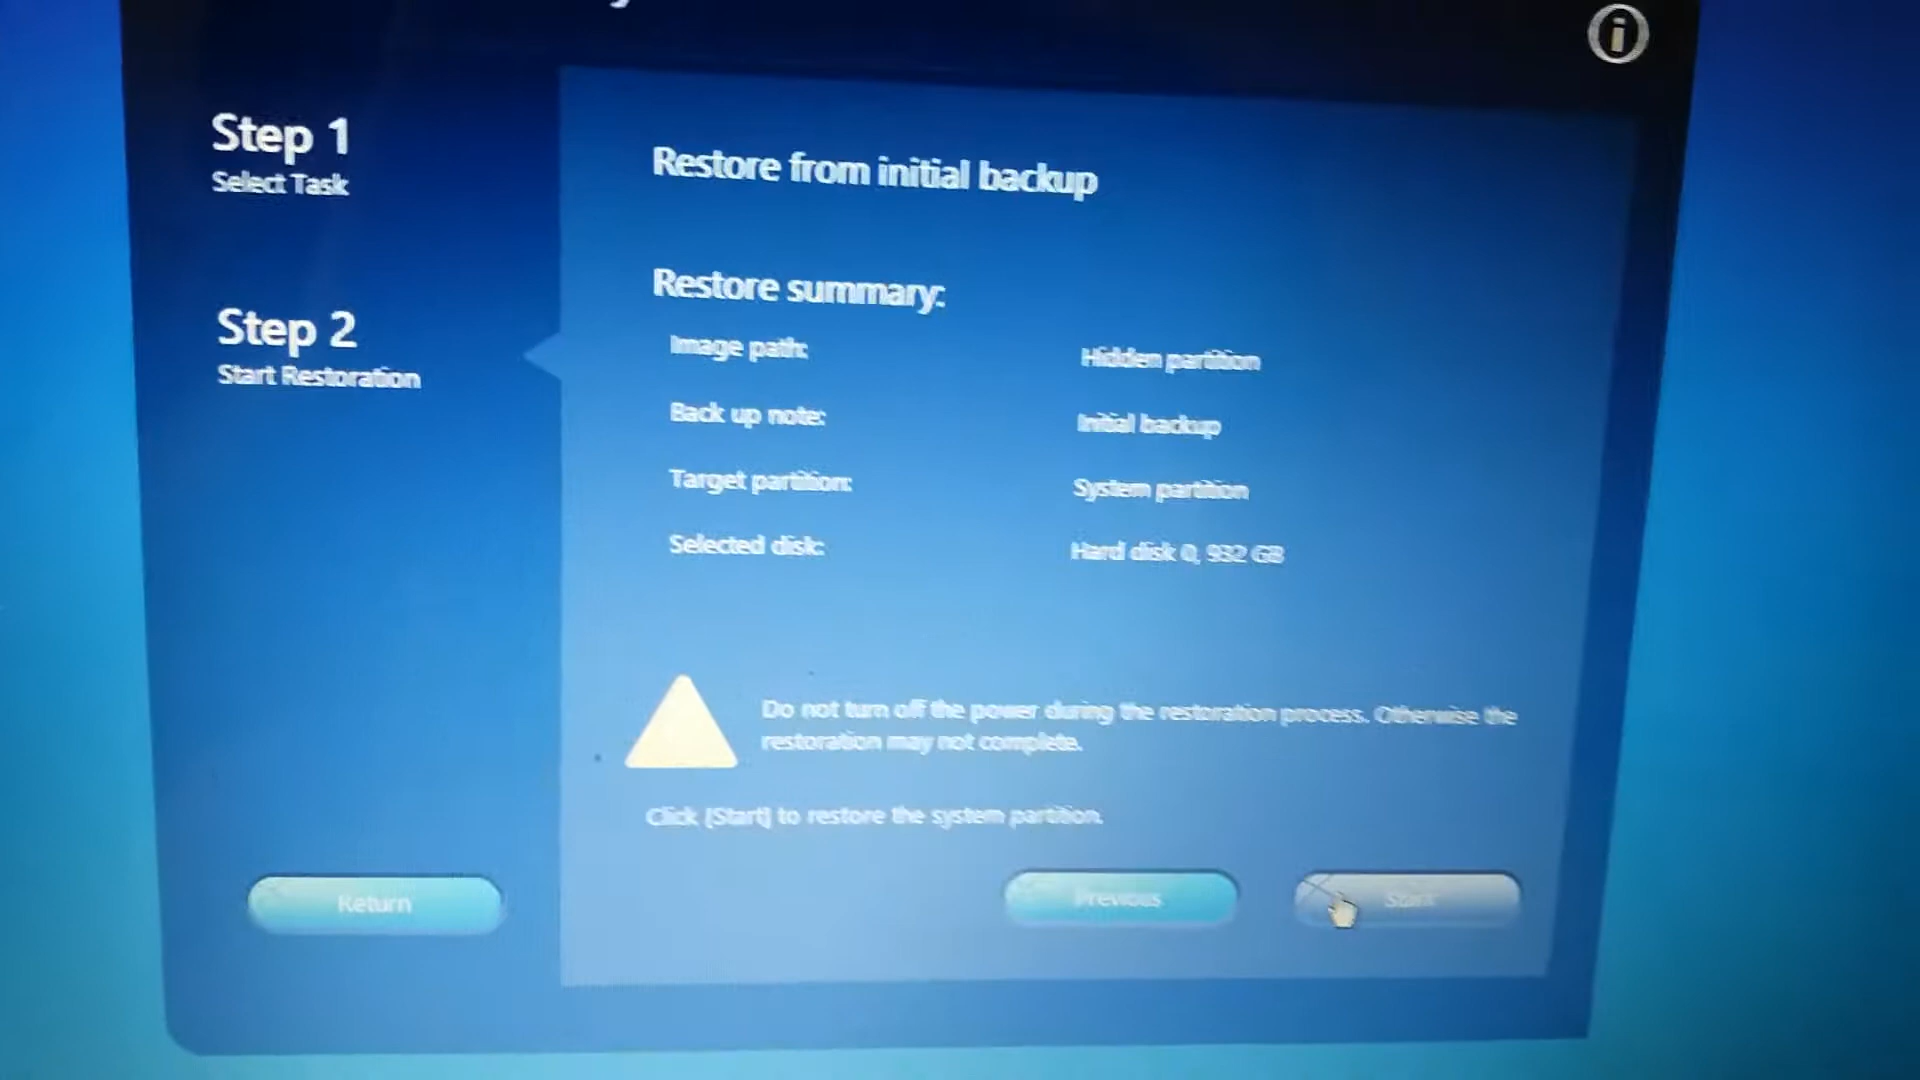 Step 1
Select Task
Step 2
Start Restoration
Restore from initial backup
Restore summary:
Image path: Hidden partition
Back up note: Initial backup
Target partition: System partition
Selected disk: Hard disk 0, 932 GB
Do not turn off the power during the restoration process. Otherwise the
restoration may not complete.
Click [Start] to restore the system partition.
Return
Previous
Start